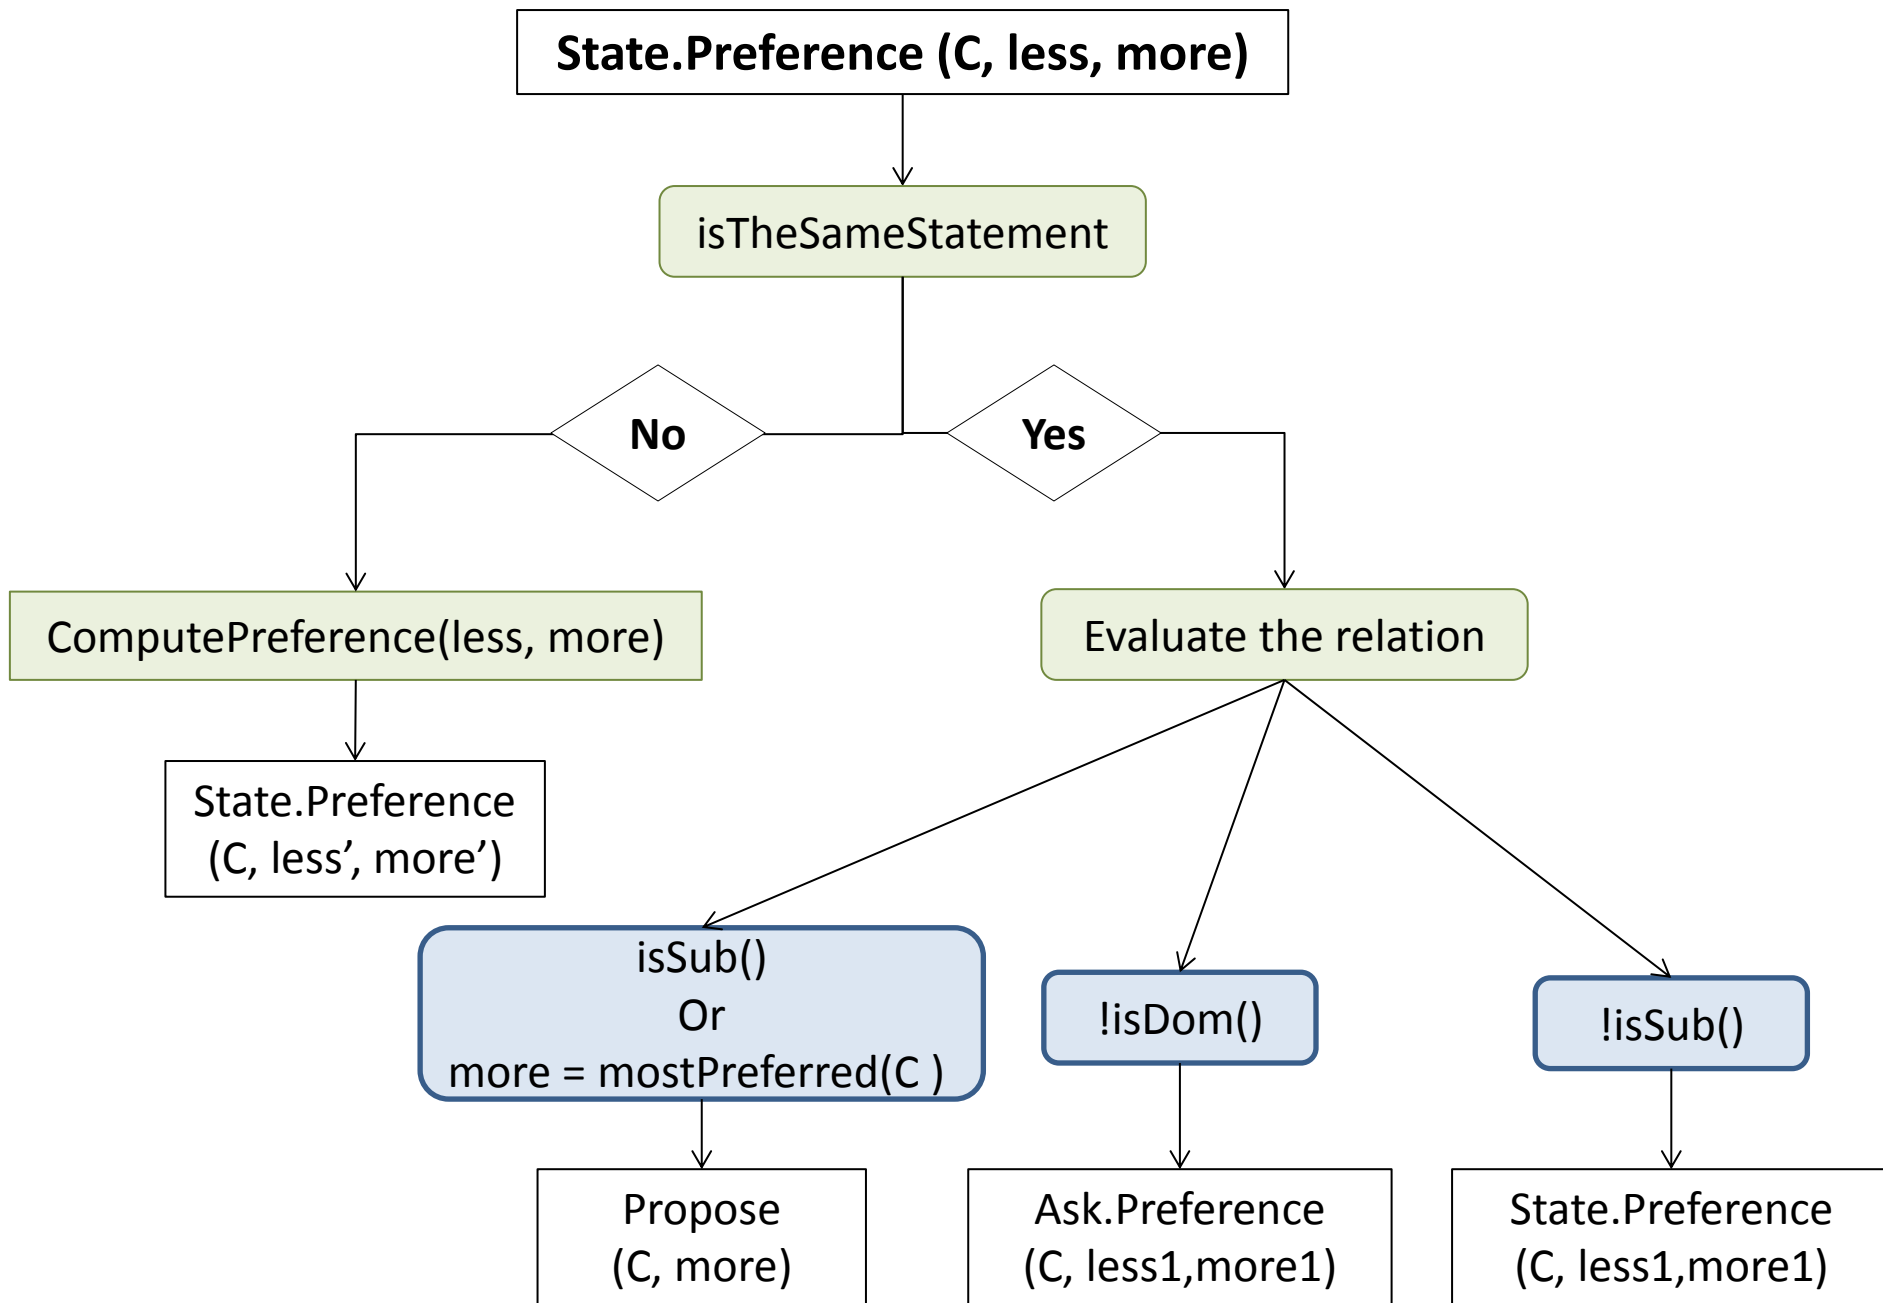 State.Preference (C, less, more)
isTheSameStatement
No
Yes
ComputePreference(less, more)
Evaluate the relation
State.Preference
(C, less’, more’)
isSub()
Or
more = mostPreferred(C )
!isDom()
!isSub()
Propose
(C, more)
Ask.Preference
(C, less1,more1)
State.Preference
(C, less1,more1)